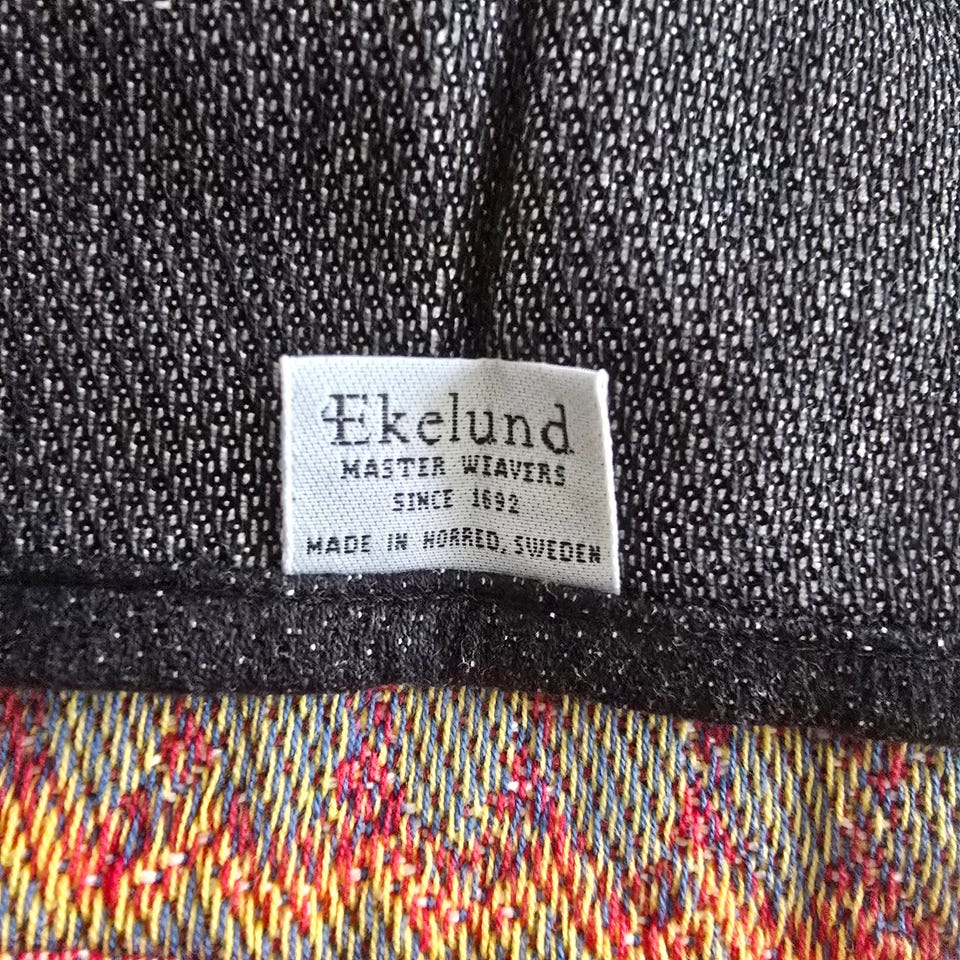 Ekelund
MASTER WEAVERS
SINCE 1692
MADE IN HORRED, SWEDEN